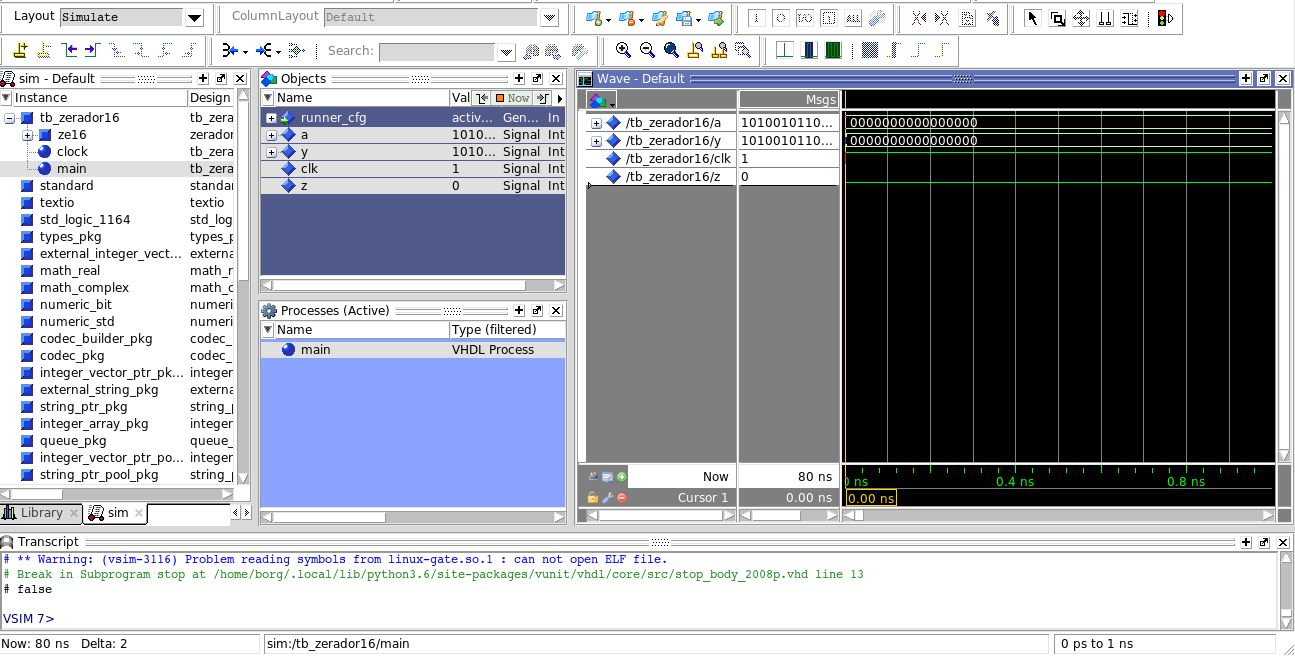 Layout Simulate
ColumnLayout Default
Search:
sim - Default
Instance Design
tb_zerador16 tb_zera
ze16 zerador
clock tb_zera
main tb_zera
standard standar
textio textio
std_logic_1164 std_log
types_pkg types_p
external_integer_vect... externa
math_real math_r
math_complex math_c
numeric_bit numeri
numeric_std numeri
codec_builder_pkg codec_
codec_pkg codec_
integer_vector_ptr_pk... integer
external_string_pkg externa
string_ptr_pkg string_p
integer_array_pkg integer
queue_pkg queue_
integer_vector_ptr_po... integer
string_ptr_pool_pkg string_p
Library sim
Objects
Name Val Now
runner_cfg activ... Gen... In
a 1010... Signal Int
y 1010... Signal Int
clk 1 Signal Int
z 0 Signal Int
Processes (Active)
Name Type (filtered)
main VHDL Process
Wave - Default
Msgs
/tb_zerador16/a 1010010110... 0000000000000000
/tb_zerador16/y 1010010110... 0000000000000000
/tb_zerador16/clk 1
/tb_zerador16/z 0
Now 80 ns 0 ns 0.4 ns 0.8 ns
Cursor 1 0.00 ns 0.00 ns
Transcript
# ** Warning: (vsim-3116) Problem reading symbols from linux-gate.so.1 : can not open ELF file.
# Break in Subprogram stop at /home/borg/.local/lib/python3.6/site-packages/vunit/vhdl/core/src/stop_body_2008p.vhd line 13
# false
VSIM 7>
Now: 80 ns Delta: 2 sim:/tb_zerador16/main 0 ps to 1 ns